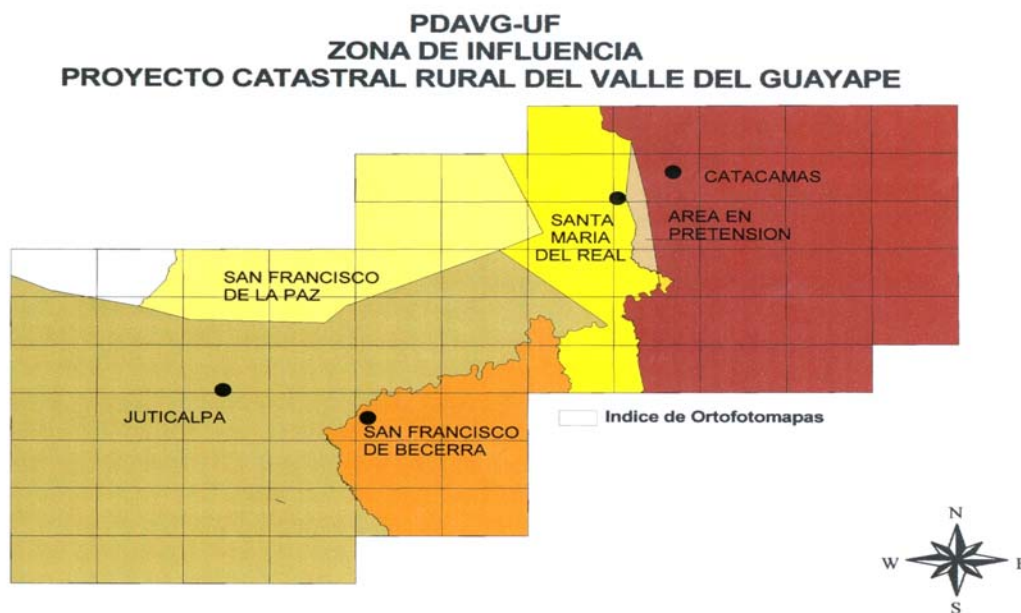 PDAVG-UF
ZONA DE INFLUENCIA
PROYECTO CATASTRAL RURAL DEL VALLE DEL GUAYAPE
CATACAMAS
SANTA
MARIA
DEL REAL
AREA EN
PRETENSION
SAN FRANCISCO
DE LA PAZ
JUTICALPA
SAN FRANCISCO
DE BECERRA
Indice de Ortofotomapas
N
W
E
S